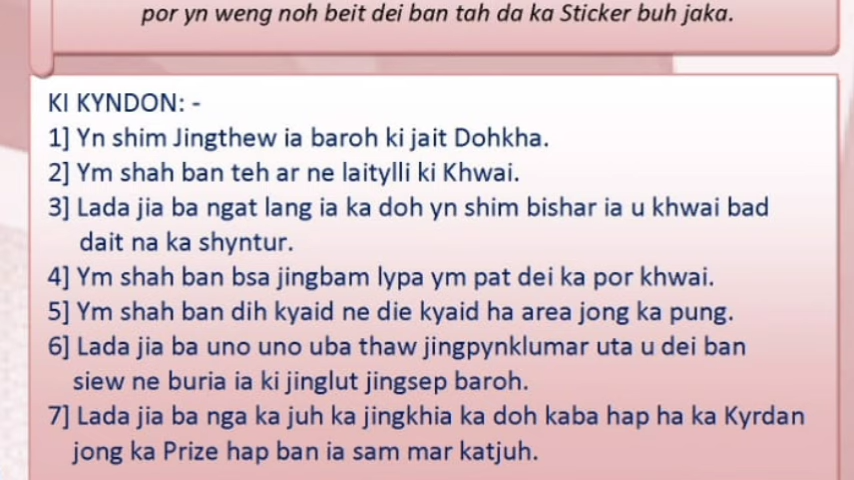 por yn weng noh beit dei ban tah da ka Sticker buh jaka.
KI KYNDON: -
1] Yn shim Jingthew ia baroh ki jait Dohkha.
2] Ym shah ban teh ar ne laitylli ki Khwai.
3] Lada jia ba ngat lang ia ka doh yn shim bishar ia u khwai bad
dait na ka shyntur.
4] Ym shah ban bsa jingbam lypa ym pat dei ka por khwai.
5] Ym shah ban dih kyaid ne die kyaid ha area jong ka pung.
6] Lada jia ba uno uno uba thaw jingpynklumar uta u dei ban
siew ne buria ia ki jinglut jingsep baroh.
7] Lada jia ba nga ka juh ka jingkhia ka doh kaba hap ha ka Kyrdan
jong ka Prize hap ban ia sam mar katjuh.